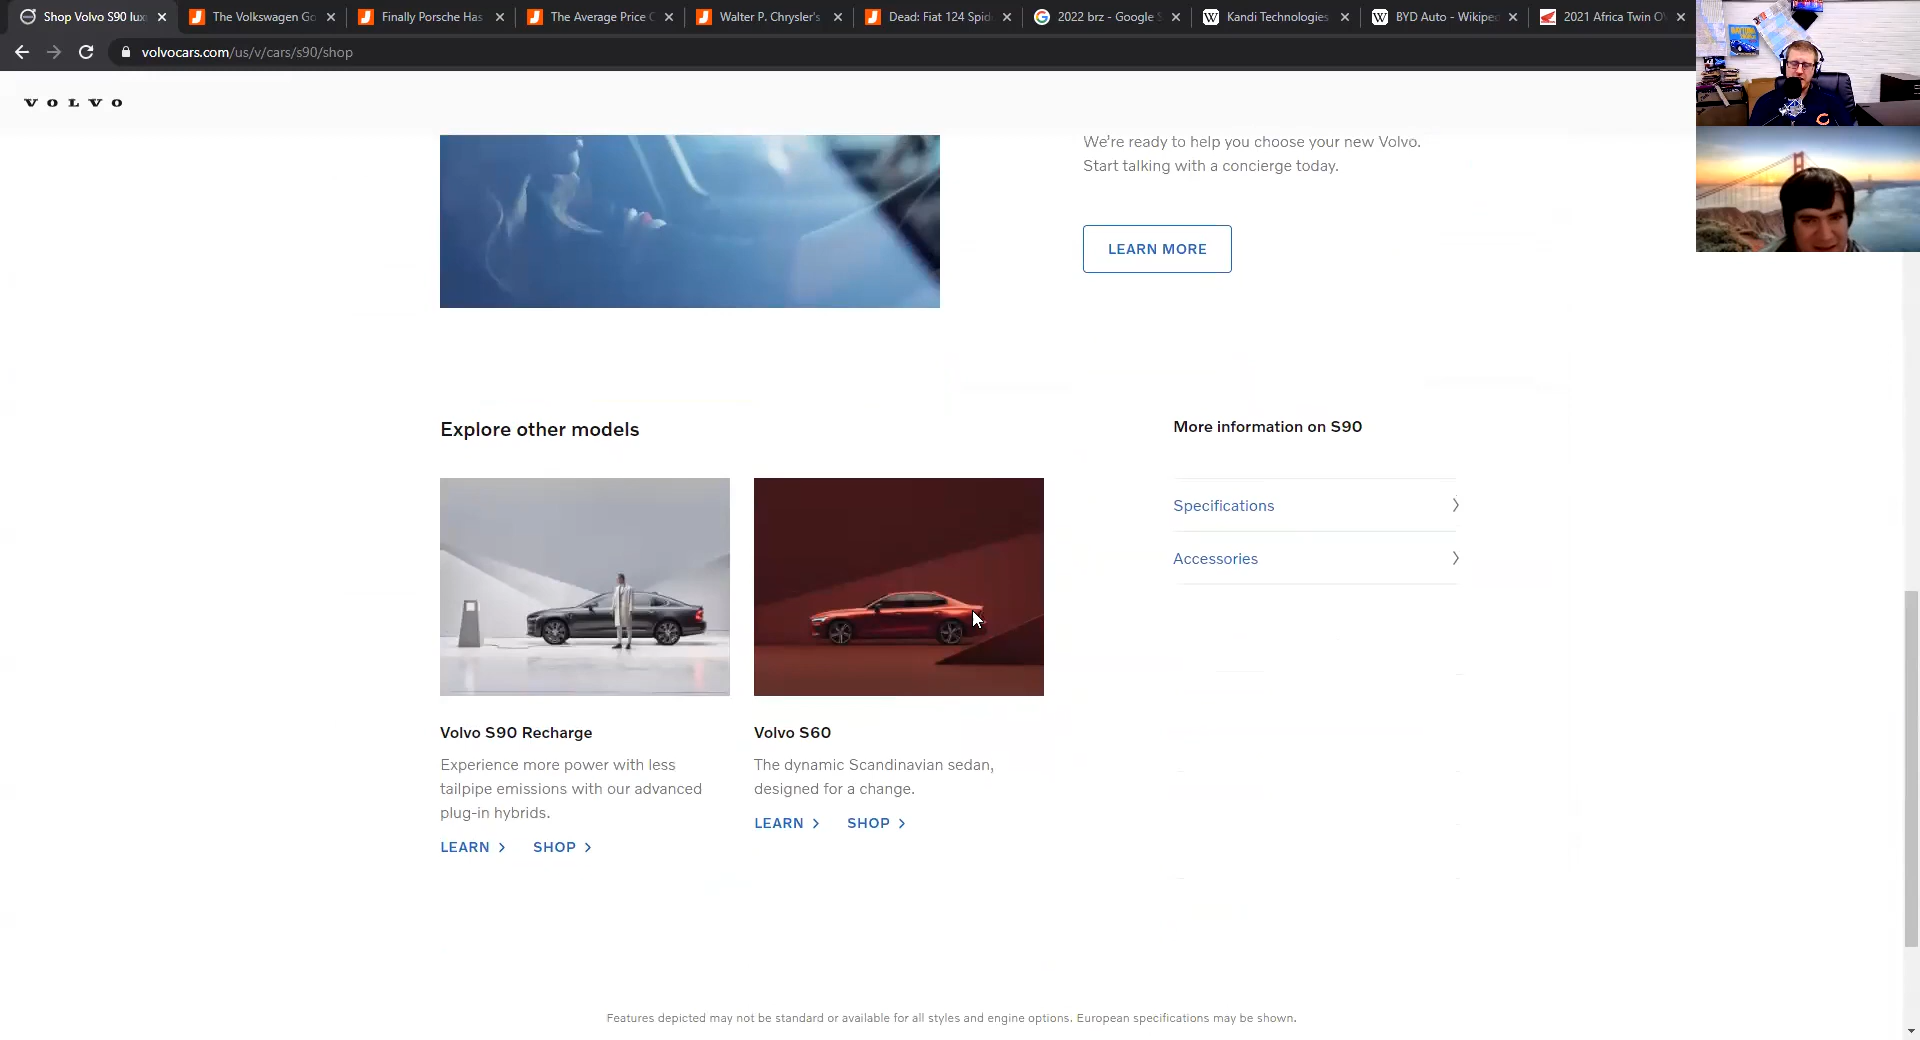 Shop Volvo S90 lux
The Volkswagen Go
Finally Porsche Has
The Average Price
Walter P. Chrysler's
Dead: Fiat 124 Spid
2022 brz - Google
Kandi Technologies
BYD Auto - Wikiped
2021 Africa Twin
volvocars.com/us/v/cars/s90/shop
VOLVO
We're ready to help you choose your new Volvo.
Start talking with a concierge today.
LEARN MORE
Explore other models
More information on S90
Specifications
Accessories
Volvo S90 Recharge
Experience more power with less
tailpipe emissions with our advanced
plug-in hybrids.
LEARN
SHOP
Volvo S60
The dynamic Scandinavian sedan,
designed for a change.
LEARN
SHOP
Features depicted may not be standard or available for all styles and engine options. European specifications may be shown.